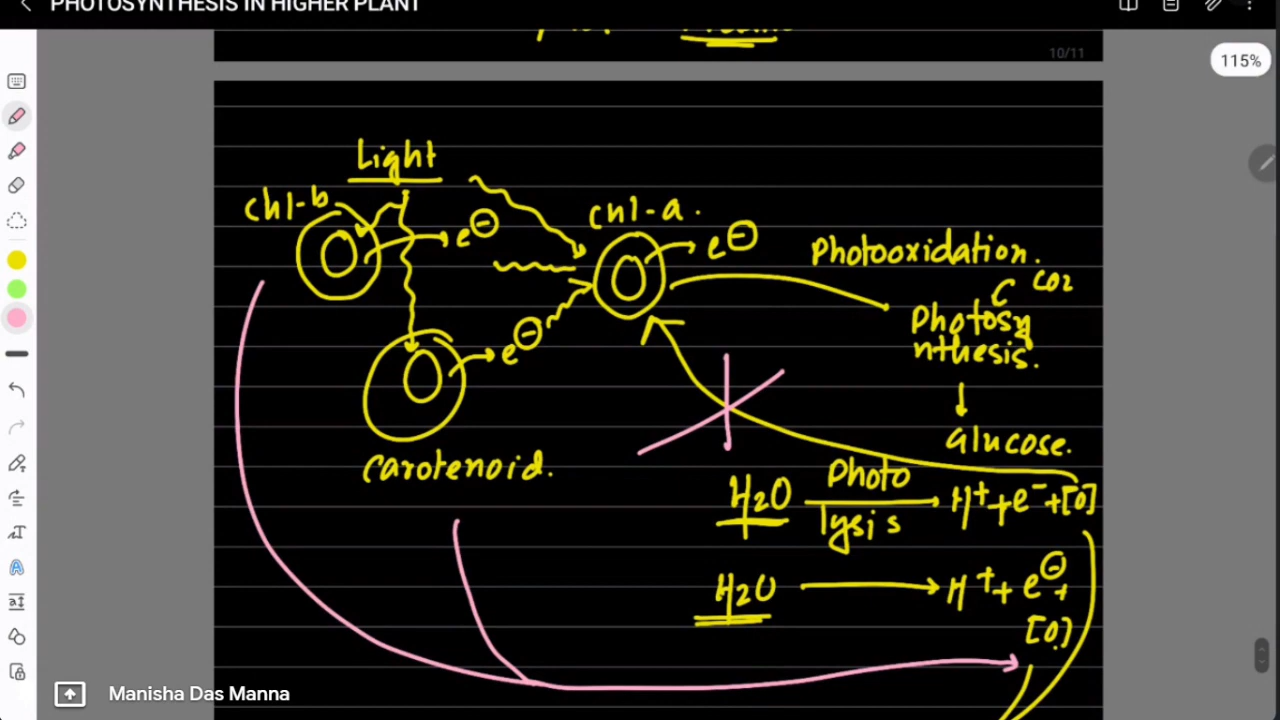 PHOTOSYNTHESIS IN HIGHER PLANT
10/11
115%
Light
chl-b
e⊖
chl-a.
e⊖
Photooxidation.
C CO2
Photosy
nthesis.
e⊖
Glucose.
carotenoid.
H2O Photo
lysis H+ + e- + [O]
H2O H+ + e⊖ +
[O]
Manisha Das Manna